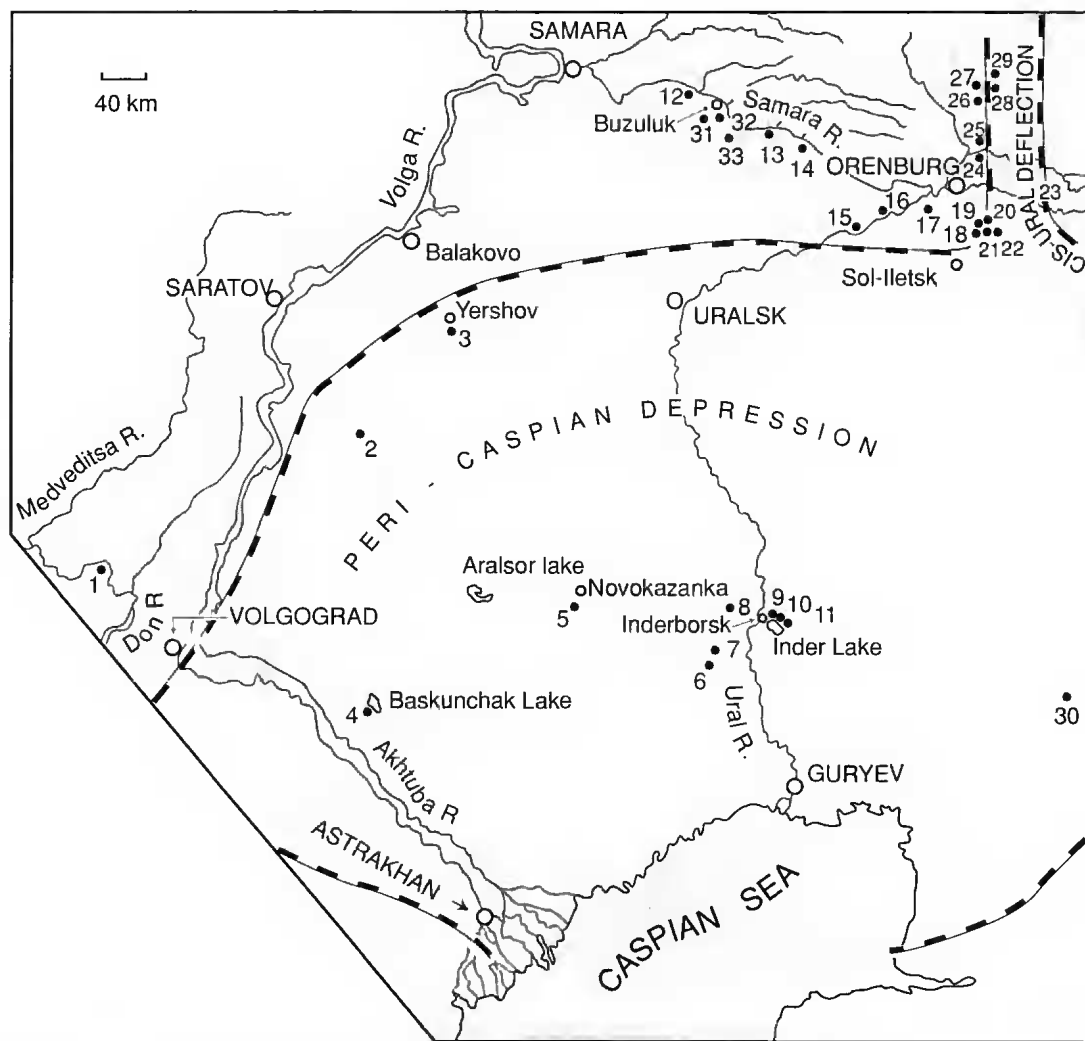 SAMARA
40 km
Volga R.
12
Buzuluk
31
32
33
Samara R.
13
14
ORENBURG
27
29
26
28
25
24
URAL DEFLECTION
23
CIS-
15
16
17
19
20
18
21
22
Balakovo
SARATOV
Yershov
3
Sol-Iletsk
URALSK
2
PERI - CASPIAN DEPRESSION
Medveditsa R.
1
Don R
VOLGOGRAD
Aralsor lake
Novokazanka
5
8
9
10
11
Inderborsk
Inder Lake
7
6
Ural R.
30
4
Baskunchak Lake
Akhtuba R
GURYEV
ASTRAKHAN
CASPIAN SEA